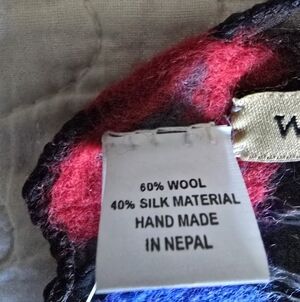 60% WOOL
40% SILK MATERIAL
HAND MADE
IN NEPAL
W